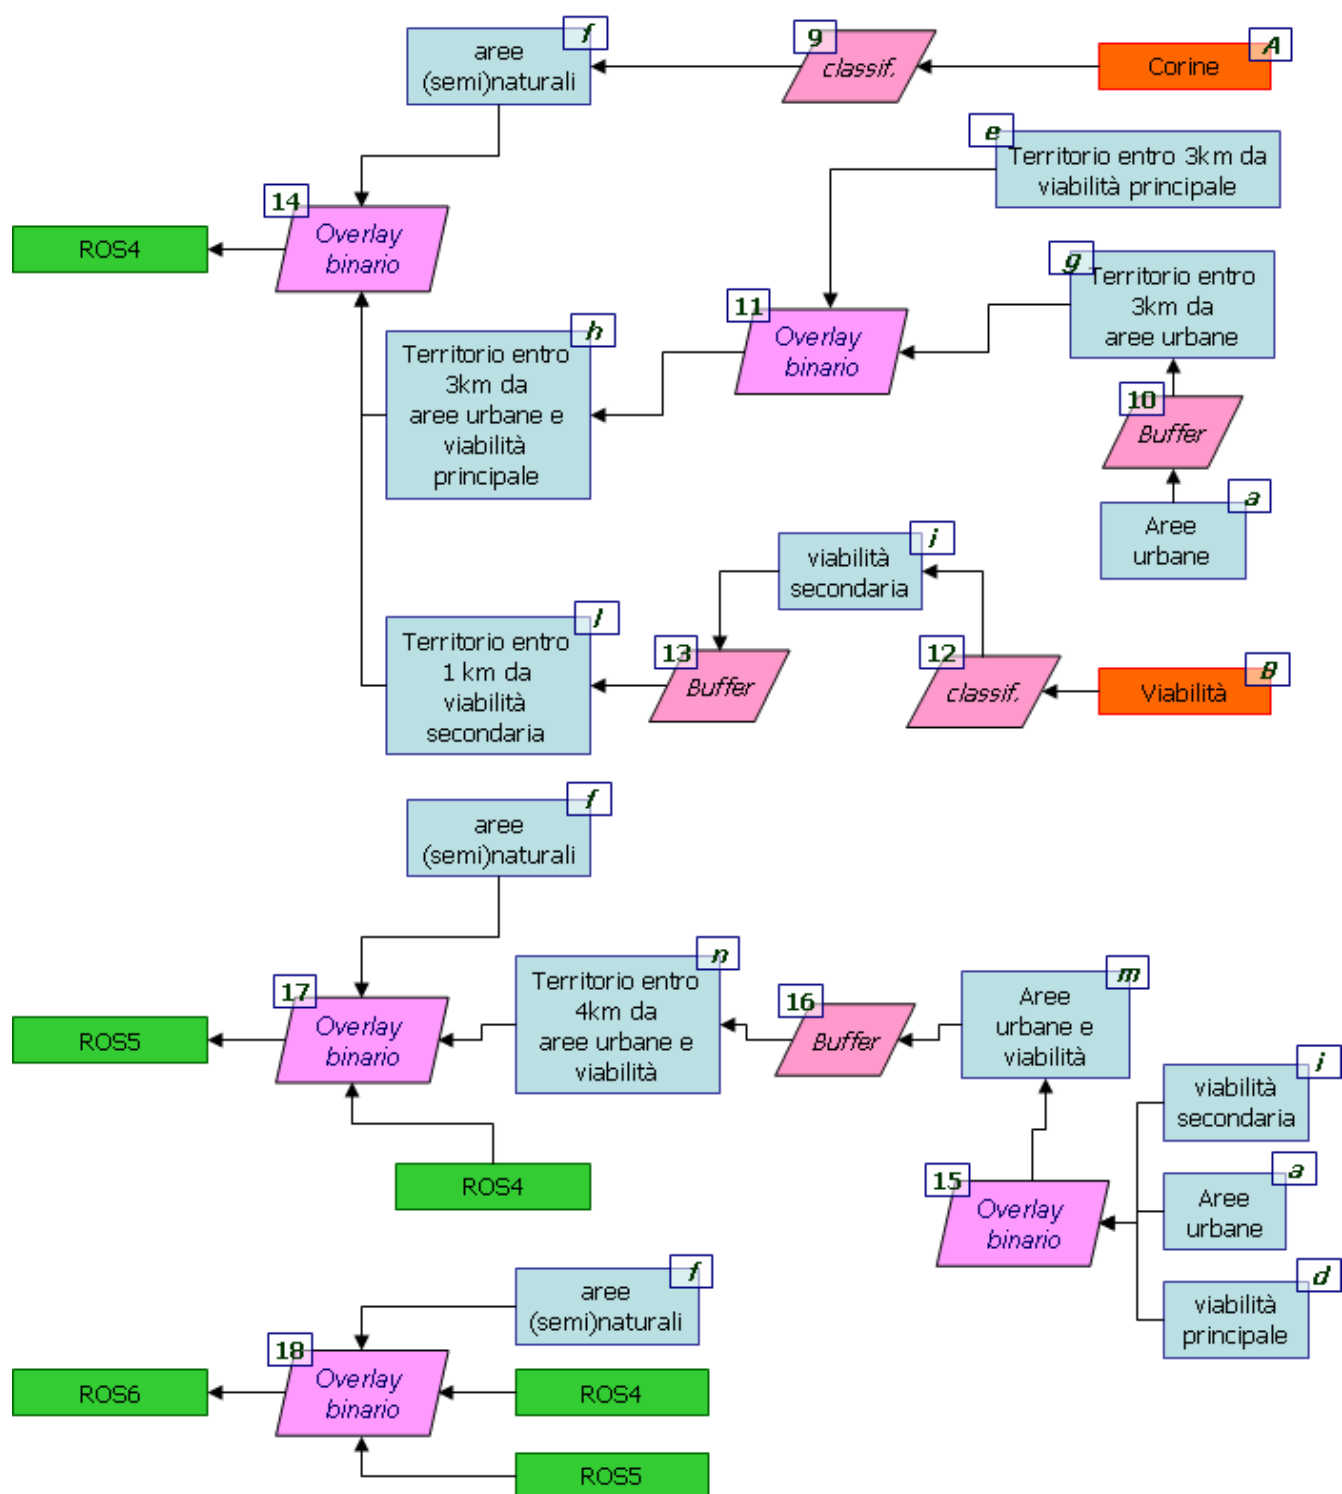 f
aree
(semi)naturali
9
classif.
A
Corine
e
Territorio entro 3km da
viabilità principale
14
Overlay
binario
ROS4
g
Territorio entro
3km da
aree urbane
11
Overlay
binario
h
Territorio entro
3km da
aree urbane e
viabilità
principale
10
Buffer
a
Aree
urbane
i
viabilità
secondaria
l
Territorio entro
1 km da
viabilità
secondaria
13
Buffer
12
classif.
B
Viabilità
f
aree
(semi)naturali
17
Overlay
binario
ROS5
n
Territorio entro
4km da
aree urbane e
viabilità
16
Buffer
m
Aree
urbane e
viabilità
i
viabilità
secondaria
ROS4
15
Overlay
binario
a
Aree
urbane
d
viabilità
principale
f
aree
(semi)naturali
18
Overlay
binario
ROS6
ROS4
ROS5